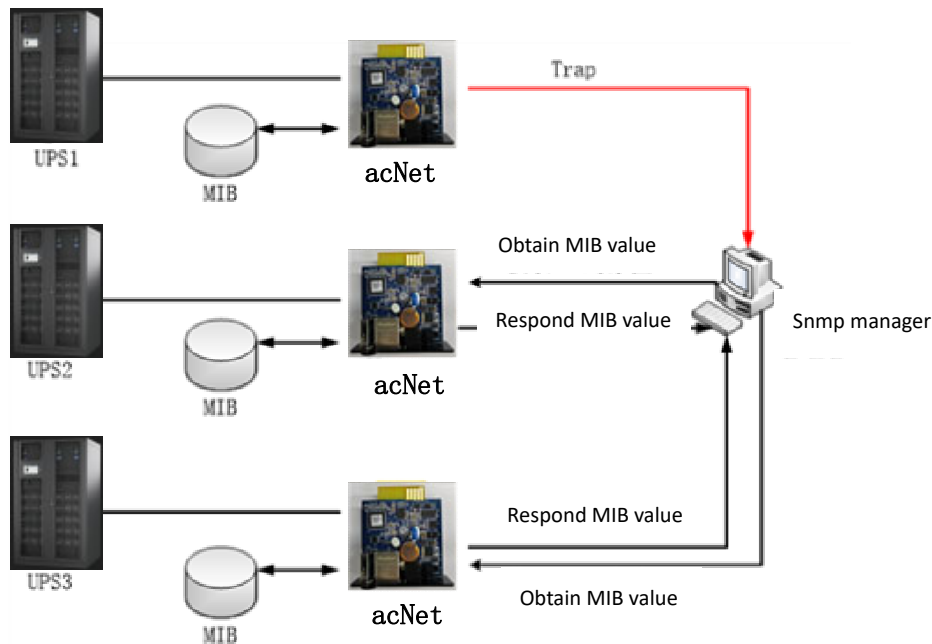 Trap
UPS1
MIB
acNet
Obtain MIB value
Respond MIB value
Snmp manager
UPS2
MIB
acNet
Respond MIB value
Obtain MIB value
UPS3
MIB
acNet